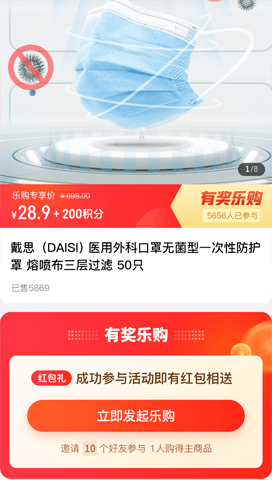 1/8
乐购专享价 ¥698.00
¥28.9+200积分
有奖乐购
5656人已参与
戴思（DAISI) 医用外科口罩无菌型一次性防护
罩 熔喷布三层过滤 50只
已售5869
有奖乐购
红包礼 成功参与活动即有红包相送
立即发起乐购
邀请 10 个好友参与 1人购得主商品